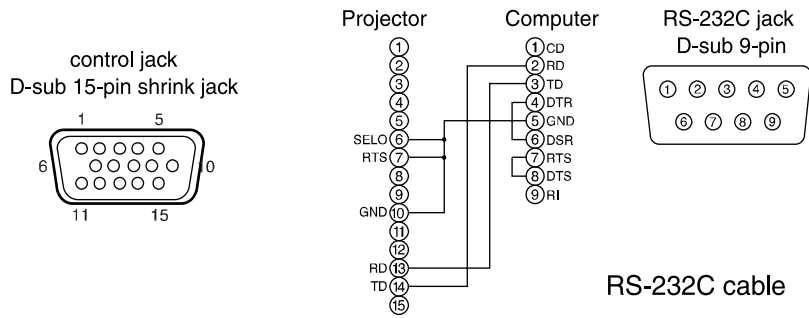 control jack
D-sub 15-pin shrink jack
1 5
6 10
11 15
Projector
1
2
3
4
5
SELO 6
RTS 7
8
9
GND 10
11
12
RD 13
TD 14
15
Computer
1 CD
2 RD
3 TD
4 DTR
5 GND
6 DSR
7 RTS
8 DTS
9 RI
RS-232C jack
D-sub 9-pin
1 2 3 4 5
6 7 8 9
RS-232C cable